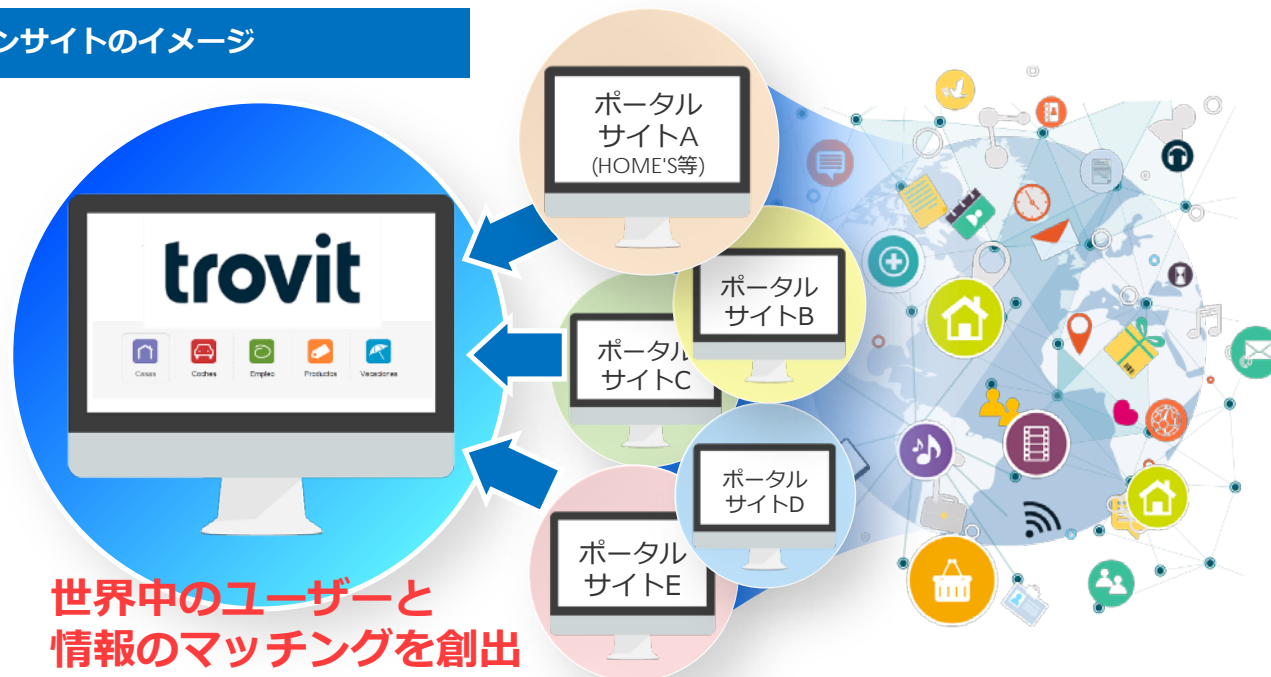 ンサイトのイメージ
trovit
Casas
Coches
Empleo
Productos
Vacaciones
ポータル
サイトA
(HOME'S等)
ポータル
サイトB
ポータル
サイトC
ポータル
サイトD
ポータル
サイトE
世界中のユーザーと
情報のマッチングを創出